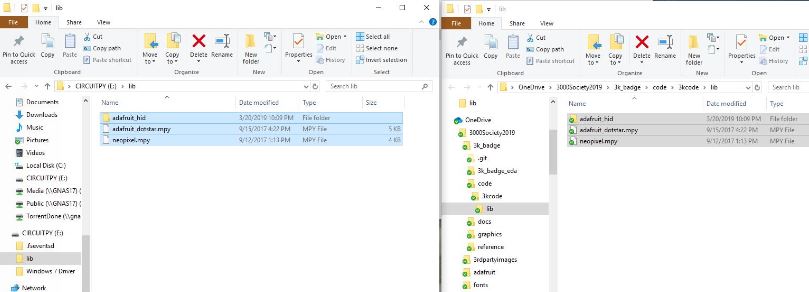 lib
File
Home
Share
View
Pin to Quick access
Copy
Paste
Cut
Copy path
Paste shortcut
Clipboard
Move to
Copy to
Delete
Rename
Organize
New folder
New
Properties
Open
Edit
History
Open
Select all
Select none
Invert selection
Select
CIRCUITPY (E:) > lib
Search lib
Documents
Downloads
Music
Pictures
Videos
Local Disk (C:)
CIRCUITPY (E:)
Media (\\GNAS17) (
Public (\\GNAS17) (
TorrentDone (\\gna
CIRCUITPY (E:)
.fseventsd
lib
Windows 7 Driver
Network
Name
Date modified
Type
Size
adafruit_hid
3/20/2019 10:09 PM
File folder
adafruit_dotstar.mpy
9/15/2017 4:22 PM
MPY File
5 KB
neopixel.mpy
9/12/2017 1:13 PM
MPY File
4 KB
lib
File
Home
Share
View
Pin to Quick access
Copy
Paste
Cut
Copy path
Paste shortcut
Clipboard
Move to
Copy to
Delete
Rename
Organize
New folder
New
Properties
Open
Edit
History
Open
Select
Select
Invert
S
OneDrive > 3000Society2019 > 3k_badge > code > 3kcode > lib
Search lib
lib
OneDrive
3000Society2019
3k_badge
.git
3k_badge_eda
code
3kcode
lib
docs
graphics
reference
3rdpartyimages
adafruit
fonts
Name
Date modified
Type
adafruit_hid
3/20/2019 10:09 PM
File folder
adafruit_dotstar.mpy
9/15/2017 4:22 PM
MPY File
neopixel.mpy
9/12/2017 1:13 PM
MPY File